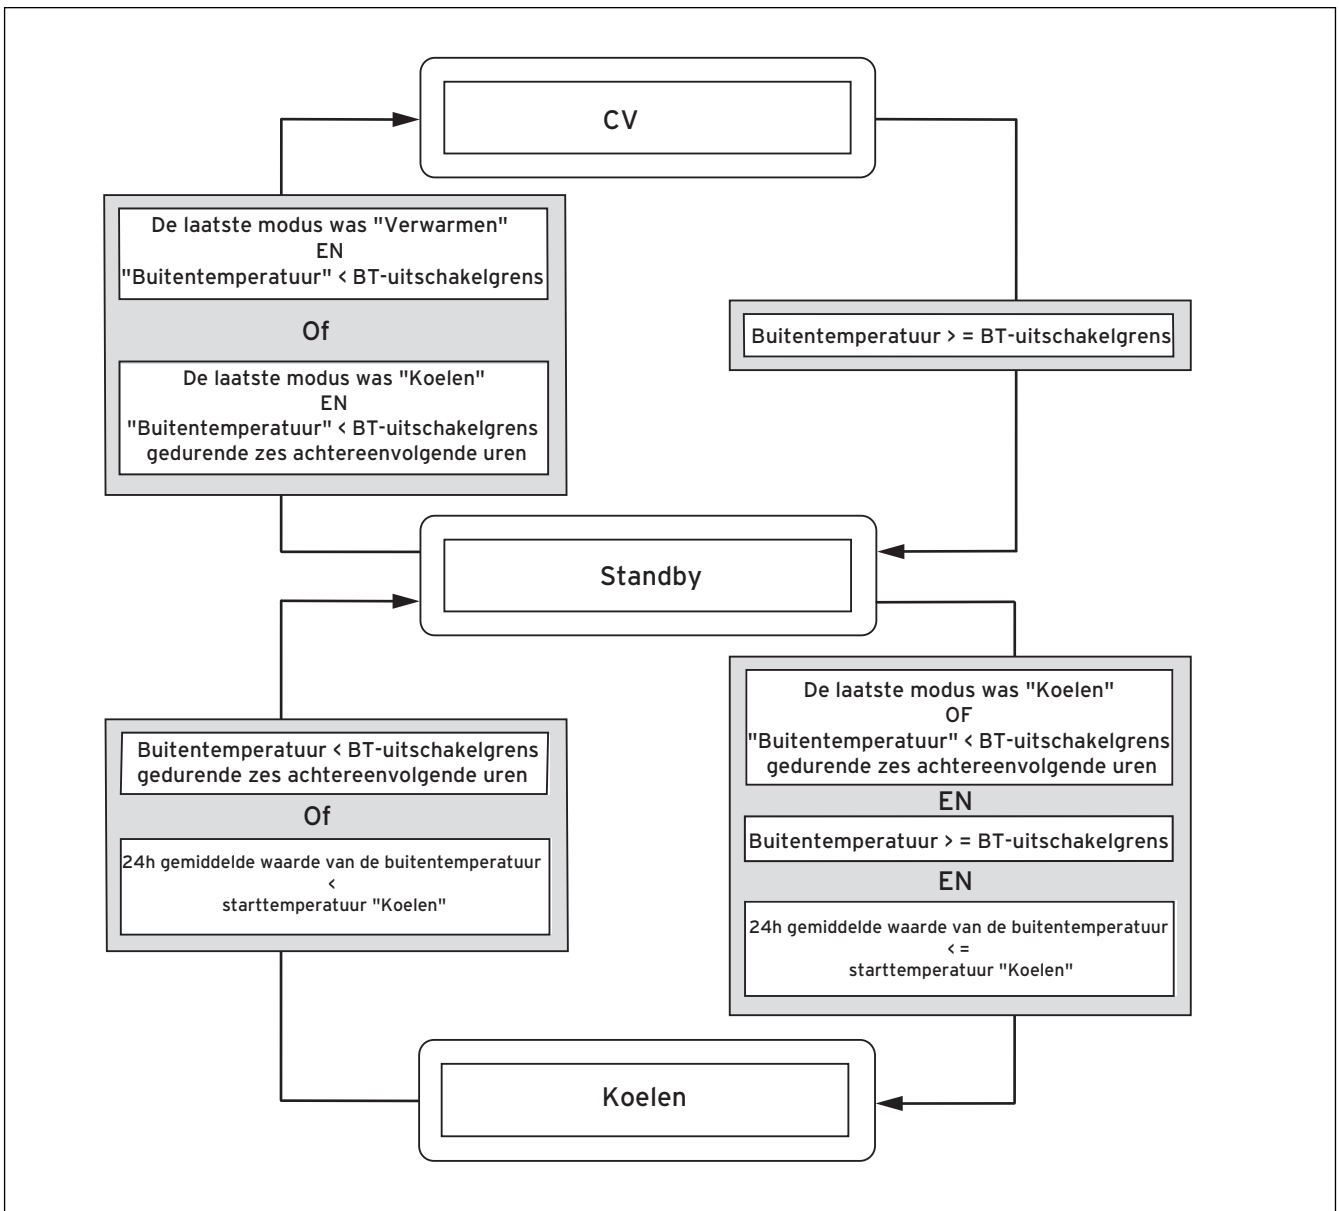 CV
De laatste modus was "Verwarmen"
EN
"Buitentemperatuur" < BT-uitschakelgrens
Of
De laatste modus was "Koelen"
EN
"Buitentemperatuur" < BT-uitschakelgrens
gedurende zes achtereenvolgende uren
Buitentemperatuur > = BT-uitschakelgrens
Standby
Buitentemperatuur < BT-uitschakelgrens
gedurende zes achtereenvolgende uren
Of
24h gemiddelde waarde van de buitentemperatuur
<
starttemperatuur "Koelen"
De laatste modus was "Koelen"
OF
"Buitentemperatuur" < BT-uitschakelgrens
gedurende zes achtereenvolgende uren
EN
Buitentemperatuur > = BT-uitschakelgrens
EN
24h gemiddelde waarde van de buitentemperatuur
< =
starttemperatuur "Koelen"
Koelen